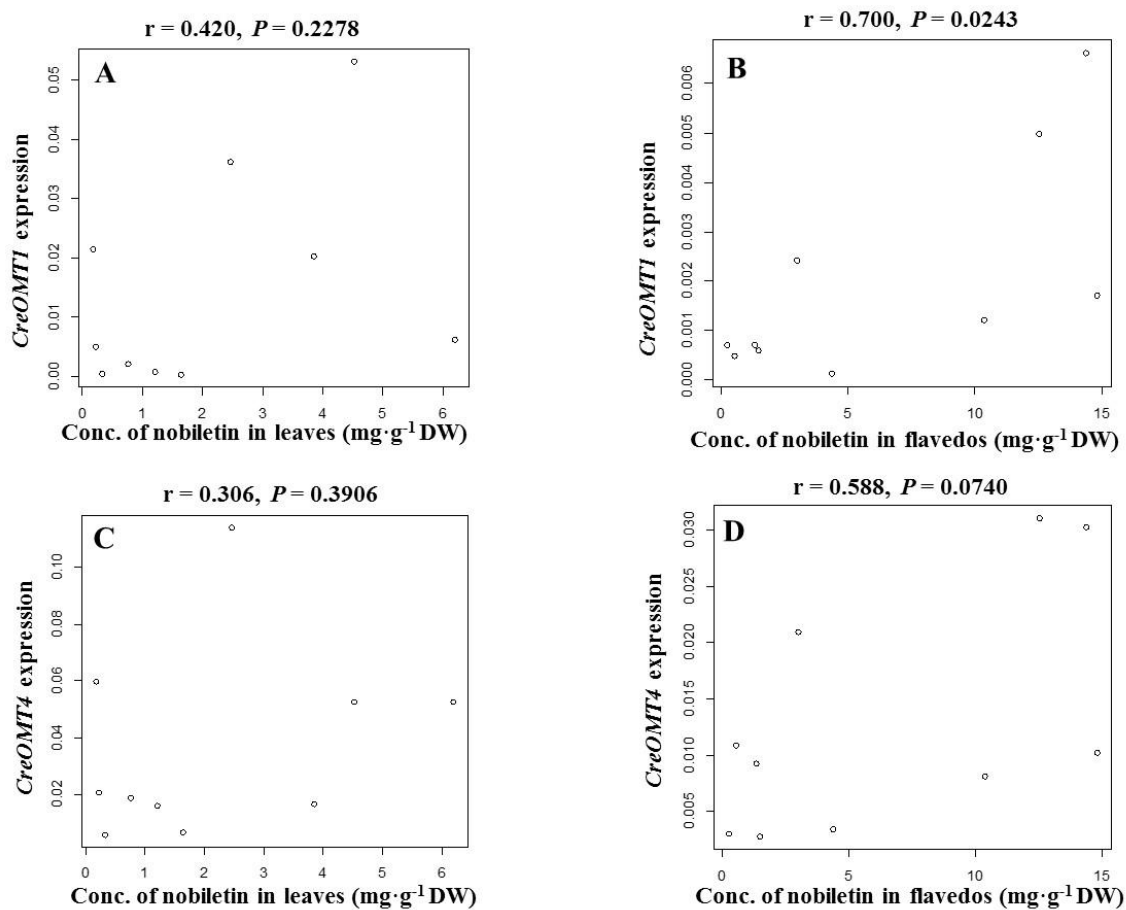 r = 0.420, P = 0.2278
A
CreOMT1 expression
0.05
0.04
0.03
0.02
0.01
0.00
0 1 2 3 4 5 6
Conc. of nobiletin in leaves (mg·g-1 DW)
r = 0.700, P = 0.0243
B
CreOMT1 expression
0.006
0.005
0.004
0.003
0.002
0.001
0.000
0 5 10 15
Conc. of nobiletin in flavedos (mg·g-1 DW)
r = 0.306, P = 0.3906
C
CreOMT4 expression
0.10
0.08
0.06
0.04
0.02
0 1 2 3 4 5 6
Conc. of nobiletin in leaves (mg·g-1 DW)
r = 0.588, P = 0.0740
D
CreOMT4 expression
0.030
0.025
0.020
0.015
0.010
0.005
0 5 10 15
Conc. of nobiletin in flavedos (mg·g-1 DW)